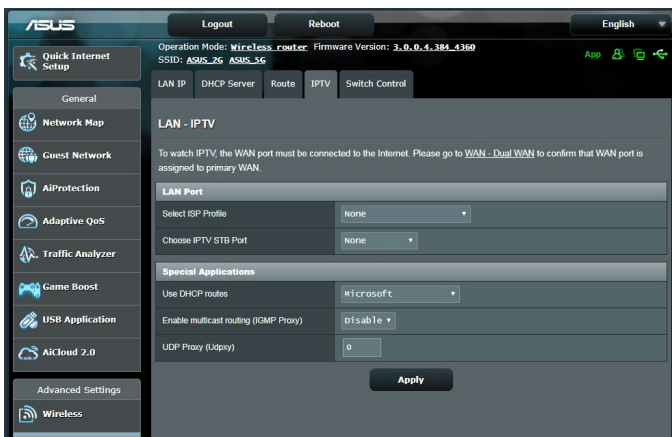 ASUS
Logout
Reboot
English
Quick Internet
Setup
Operation Mode: Wireless router Firmware Version: 3.0.0.4.384_4360
SSID: ASUS_2G ASUS_5G
App
General
LAN IP
DHCP Server
Route
IPTV
Switch Control
Network Map
Guest Network
AiProtection
Adaptive QoS
Traffic Analyzer
Game Boost
USB Application
AiCloud 2.0
Advanced Settings
Wireless
LAN - IPTV
To watch IPTV, the WAN port must be connected to the Internet. Please go to WAN - Dual WAN to confirm that WAN port is
assigned to primary WAN.
LAN Port
Select ISP Profile
None
Choose IPTV STB Port
None
Special Applications
Use DHCP routes
Microsoft
Enable multicast routing (IGMP Proxy)
Disable
UDP Proxy (Udpxy)
0
Apply